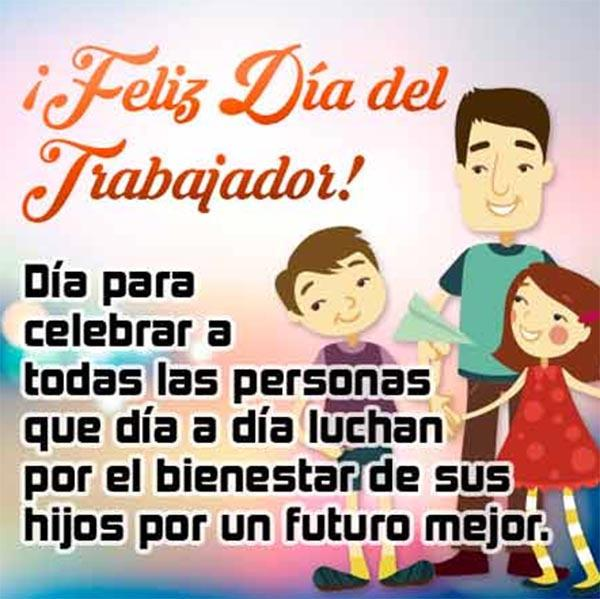 ¡Feliz Día del
Trabajador!
Día para
celebrar a
todas las personas
que día a día luchan
por el bienestar de sus
hijos por un futuro mejor.